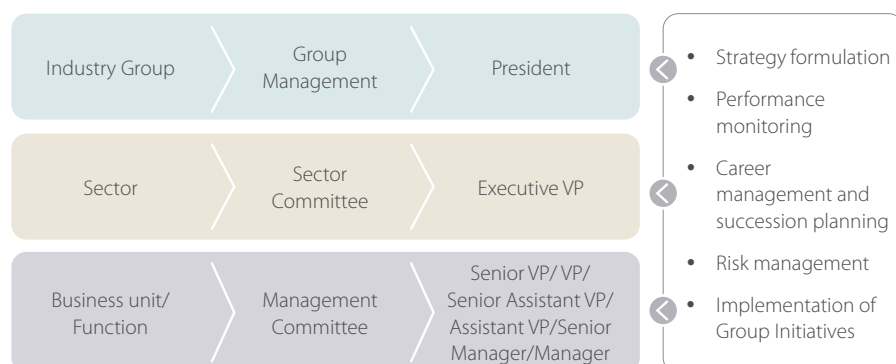 Industry Group
Group
Management
President
Sector
Sector
Committee
Executive VP
Business unit/
Function
Management
Committee
Senior VP/ VP/
Senior Assistant VP/
Assistant VP/Senior
Manager/Manager
• Strategy formulation
• Performance
monitoring
• Career
management and
succession planning
• Risk management
• Implementation of
Group Initiatives